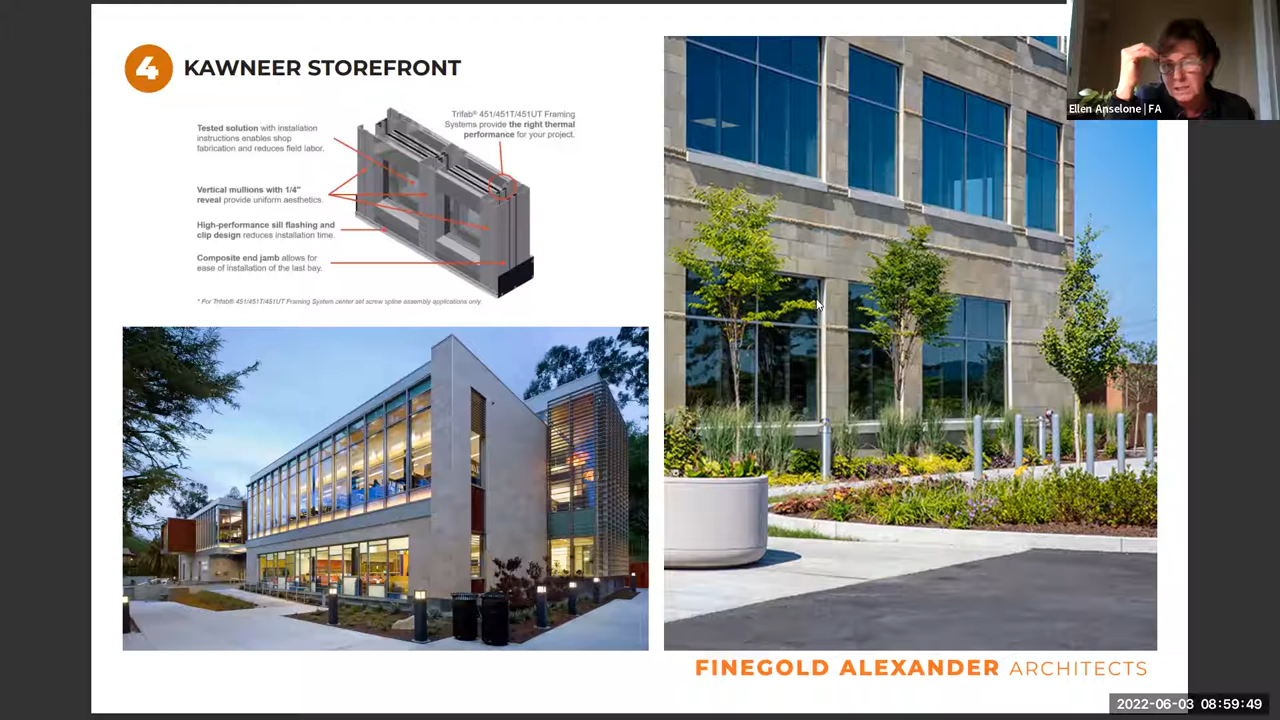 4 KAWNEER STOREFRONT
Tested solution with installation
instructions enables shop
fabrication and reduces field labor.
Trifab® 451/451T/451UT Framing
Systems provide the right thermal
performance for your project.
Vertical mullions with 1/4"
reveal provide uniform aesthetics.
High-performance sill flashing and
clip design reduces installation time.
Composite end jamb allows for
ease of installation of the last bay.
* For Trifab® 451/451T/451UT Framing System center set screw spline assembly applications only.
Ellen Anselone | FA
FINEGOLD ALEXANDER ARCHITECTS
2022-06-03 08:59:49